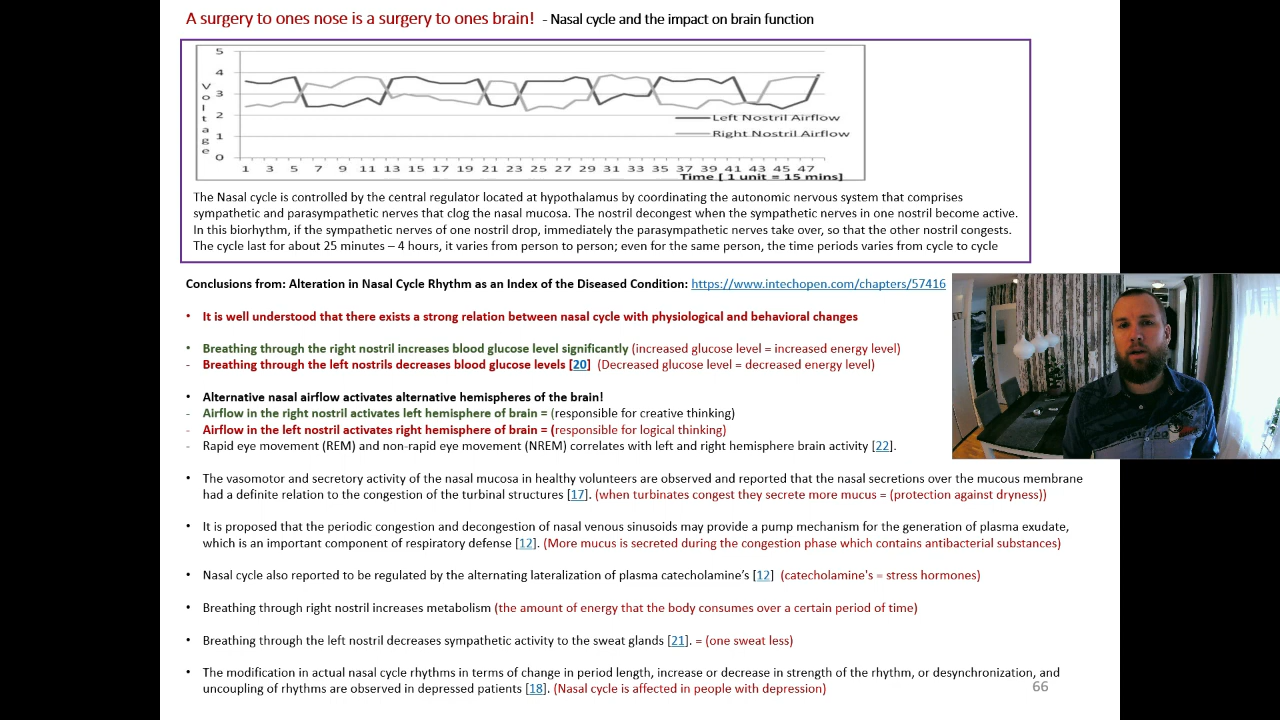 A surgery to ones nose is a surgery to ones brain! - Nasal cycle and the impact on brain function
5
4
3
2
1
0
Voltage
Left Nostril Airflow
Right Nostril Airflow
1 3 5 7 9 11 13 15 17 19 21 23 25 27 29 31 33 35 37 39 41 43 45 47
Time [ 1 unit = 15 mins]
The Nasal cycle is controlled by the central regulator located at hypothalamus by coordinating the autonomic nervous system that comprises
sympathetic and parasympathetic nerves that clog the nasal mucosa. The nostril decongest when the sympathetic nerves in one nostril become active.
In this biorhythm, if the sympathetic nerves of one nostril drop, immediately the parasympathetic nerves take over, so that the other nostril congests.
The cycle last for about 25 minutes – 4 hours, it varies from person to person; even for the same person, the time periods varies from cycle to cycle
Conclusions from: Alteration in Nasal Cycle Rhythm as an Index of the Diseased Condition: https://www.intechopen.com/chapters/57416
• It is well understood that there exists a strong relation between nasal cycle with physiological and behavioral changes
• Breathing through the right nostril increases blood glucose level significantly (increased glucose level = increased energy level)
- Breathing through the left nostrils decreases blood glucose levels [20] (Decreased glucose level = decreased energy level)
• Alternative nasal airflow activates alternative hemispheres of the brain!
- Airflow in the right nostril activates left hemisphere of brain = (responsible for creative thinking)
- Airflow in the left nostril activates right hemisphere of brain = (responsible for logical thinking)
- Rapid eye movement (REM) and non-rapid eye movement (NREM) correlates with left and right hemisphere brain activity [22].
• The vasomotor and secretory activity of the nasal mucosa in healthy volunteers are observed and reported that the nasal secretions over the mucous membrane
had a definite relation to the congestion of the turbinal structures [17]. (when turbinates congest they secrete more mucus = (protection against dryness))
• It is proposed that the periodic congestion and decongestion of nasal venous sinusoids may provide a pump mechanism for the generation of plasma exudate,
which is an important component of respiratory defense [12]. (More mucus is secreted during the congestion phase which contains antibacterial substances)
• Nasal cycle also reported to be regulated by the alternating lateralization of plasma catecholamine’s [12] (catecholamine's = stress hormones)
• Breathing through right nostril increases metabolism (the amount of energy that the body consumes over a certain period of time)
• Breathing through the left nostril decreases sympathetic activity to the sweat glands [21]. = (one sweat less)
• The modification in actual nasal cycle rhythms in terms of change in period length, increase or decrease in strength of the rhythm, or desynchronization, and
uncoupling of rhythms are observed in depressed patients [18]. (Nasal cycle is affected in people with depression)
66